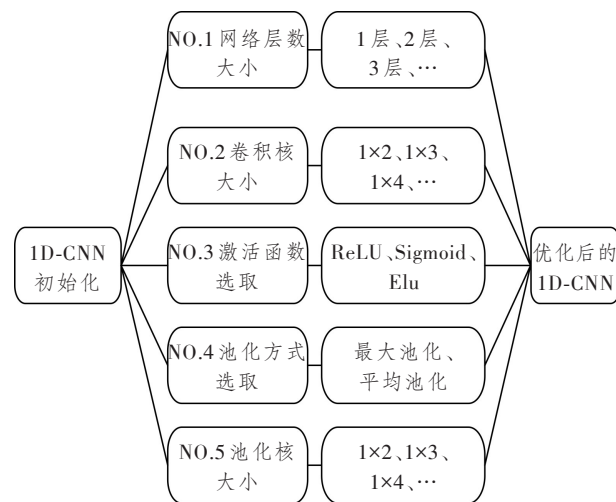 1D-CNN
初始化
NO.1网络层数
大小
1层、2层、
3层、…
NO.2卷积核
大小
1×2、1×3、
1×4、…
NO.3激活函数
选取
ReLU、Sigmoid、
Elu
NO.4池化方式
选取
最大池化、
平均池化
NO.5池化核
大小
1×2、1×3、
1×4、…
优化后的
1D-CNN